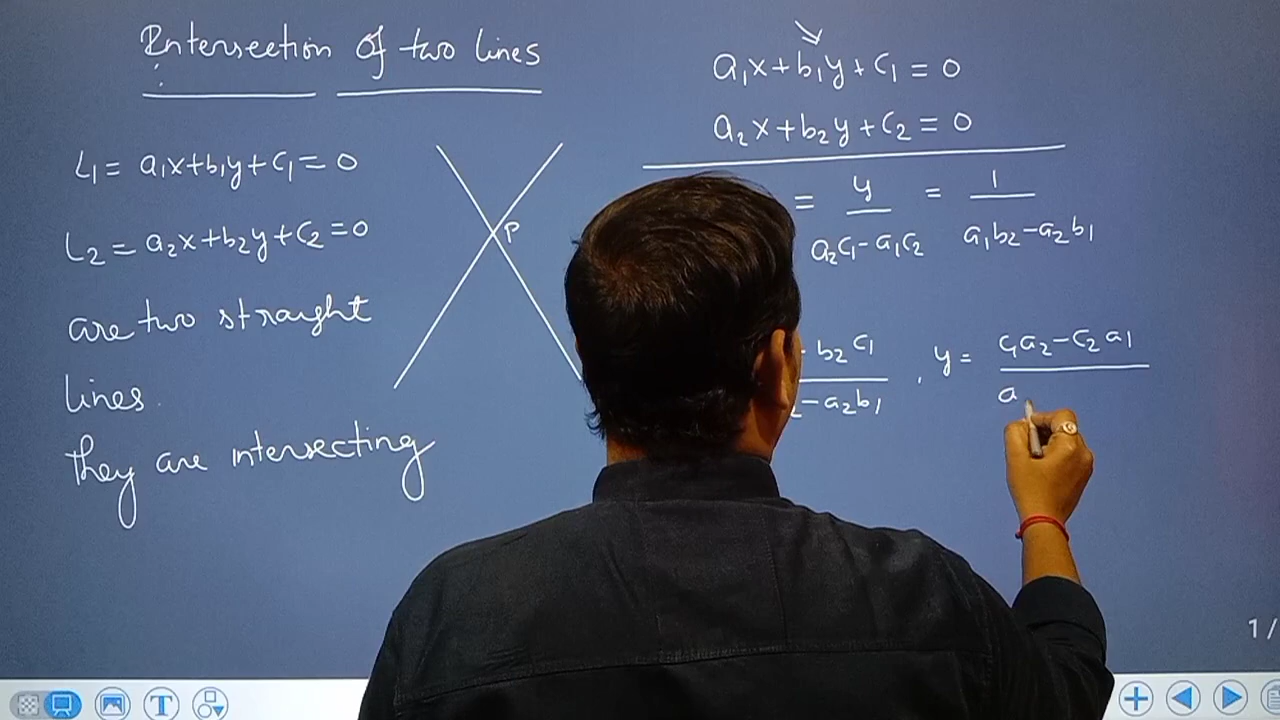 Intersection of two lines
L1 = a1x+b1y+c1=0
L2 = a2x+b2y+c2=0
are two straight
lines.
They are intersecting
P
a1x+b1y+c1=0
a2x+b2y+c2=0
= y/(a2c1-a1c2) = 1/(a1b2-a2b1)
- b2c1 / 2-a2b1 , y = c1a2-c2a1 / a
1/
T